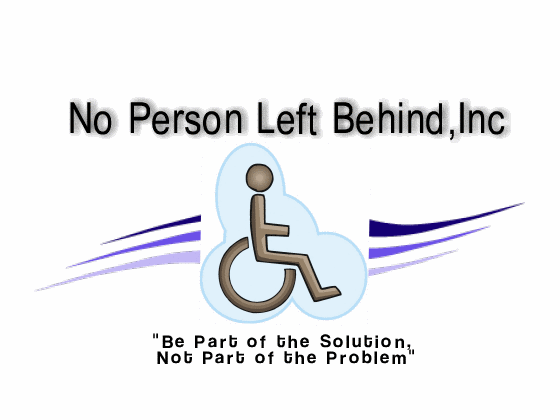 No Person Left Behind,Inc
"Be Part of the Solution,
Not Part of the Problem"